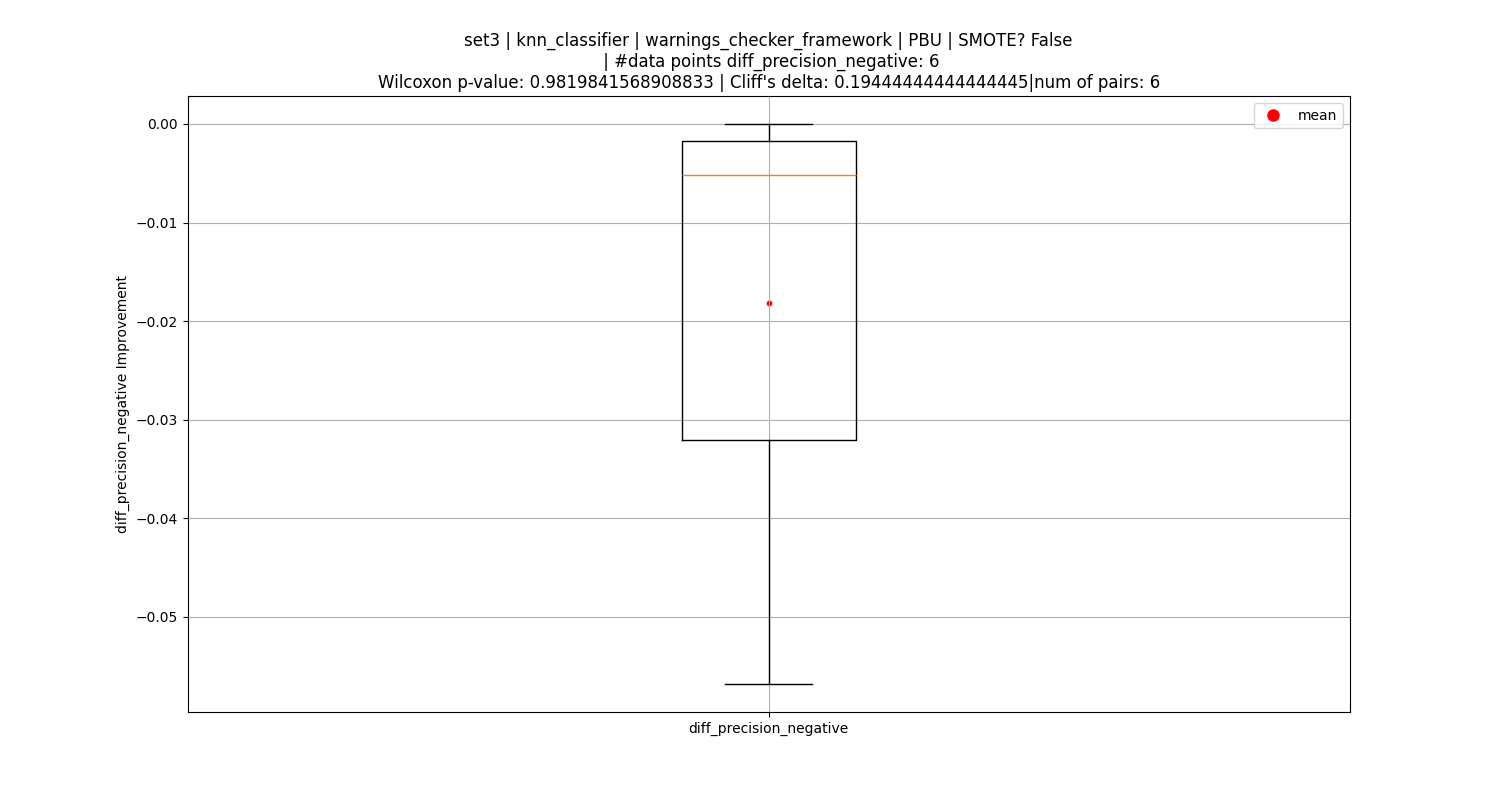 set3 | knn_classifier | warnings_checker_framework | PBU | SMOTE? False
| #data points diff_precision_negative: 6
Wilcoxon p-value: 0.9819841568908833 | Cliff's delta: 0.19444444444444445|num of pairs: 6
mean
0.00
−0.01
−0.02
−0.03
−0.04
−0.05
diff_precision_negative Improvement
diff_precision_negative